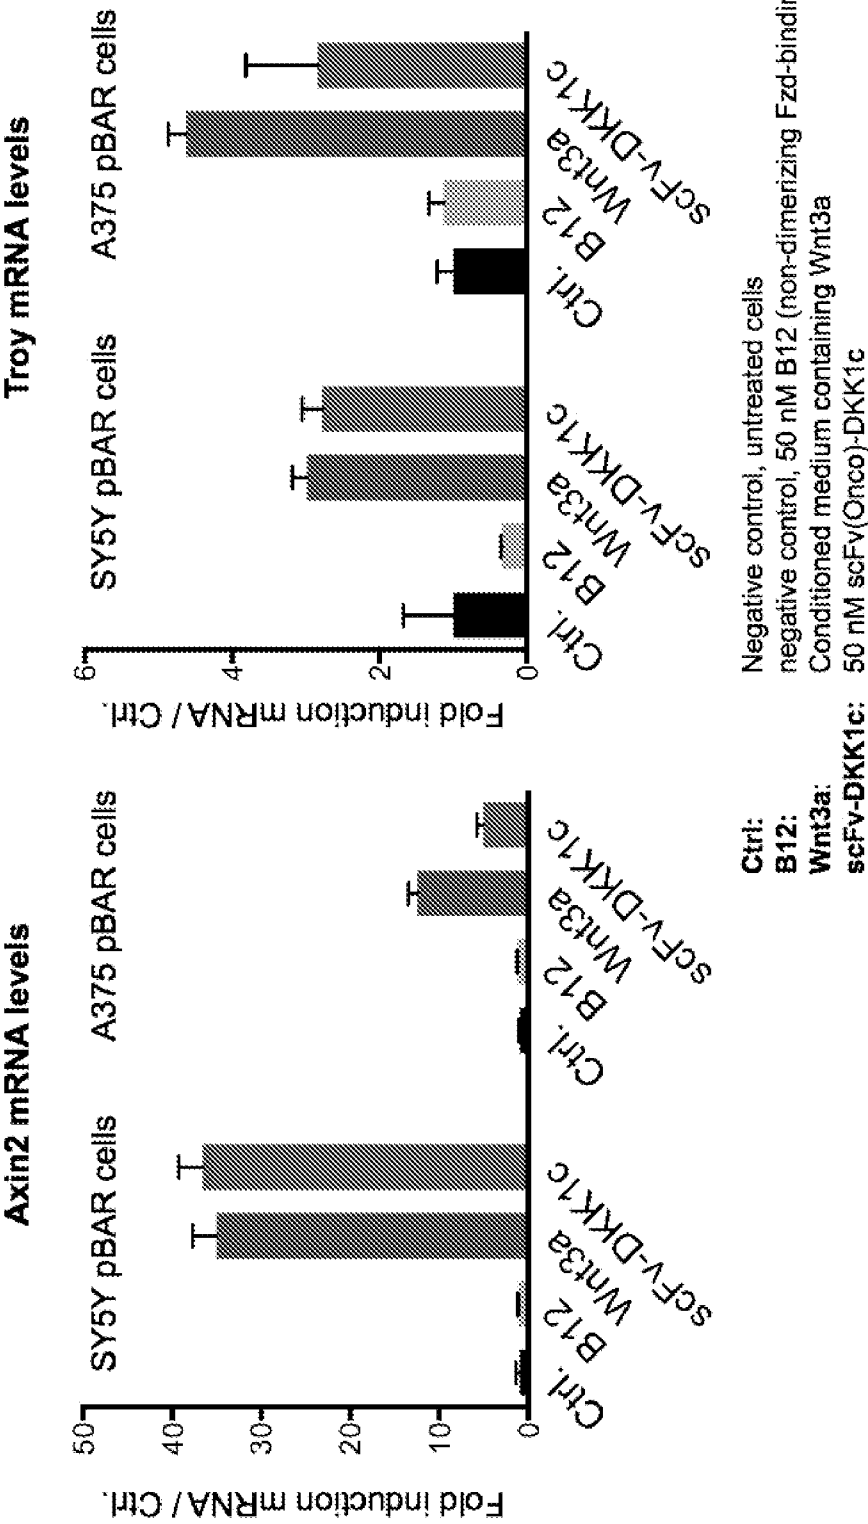 Axin2 mRNA levels
SY5Y pBAR cells
A375 pBAR cells
Fold induction mRNA / Ctrl.
50
40
30
20
10
0
Ctrl.
B12
Wnt3a
scFv-DKK1c
Ctrl.
B12
Wnt3a
scFv-DKK1c
Troy mRNA levels
SY5Y pBAR cells
A375 pBAR cells
Fold induction mRNA / Ctrl.
6
4
2
0
Ctrl.
B12
Wnt3a
scFv-DKK1c
Ctrl.
B12
Wnt3a
scFv-DKK1c
Ctrl: Negative control, untreated cells
B12: negative control, 50 nM B12 (non-dimerizing
Wnt3a: Conditioned medium containing Wnt3a
scFv-DKK1c: 50 nM scFv(Onco)-DKK1c